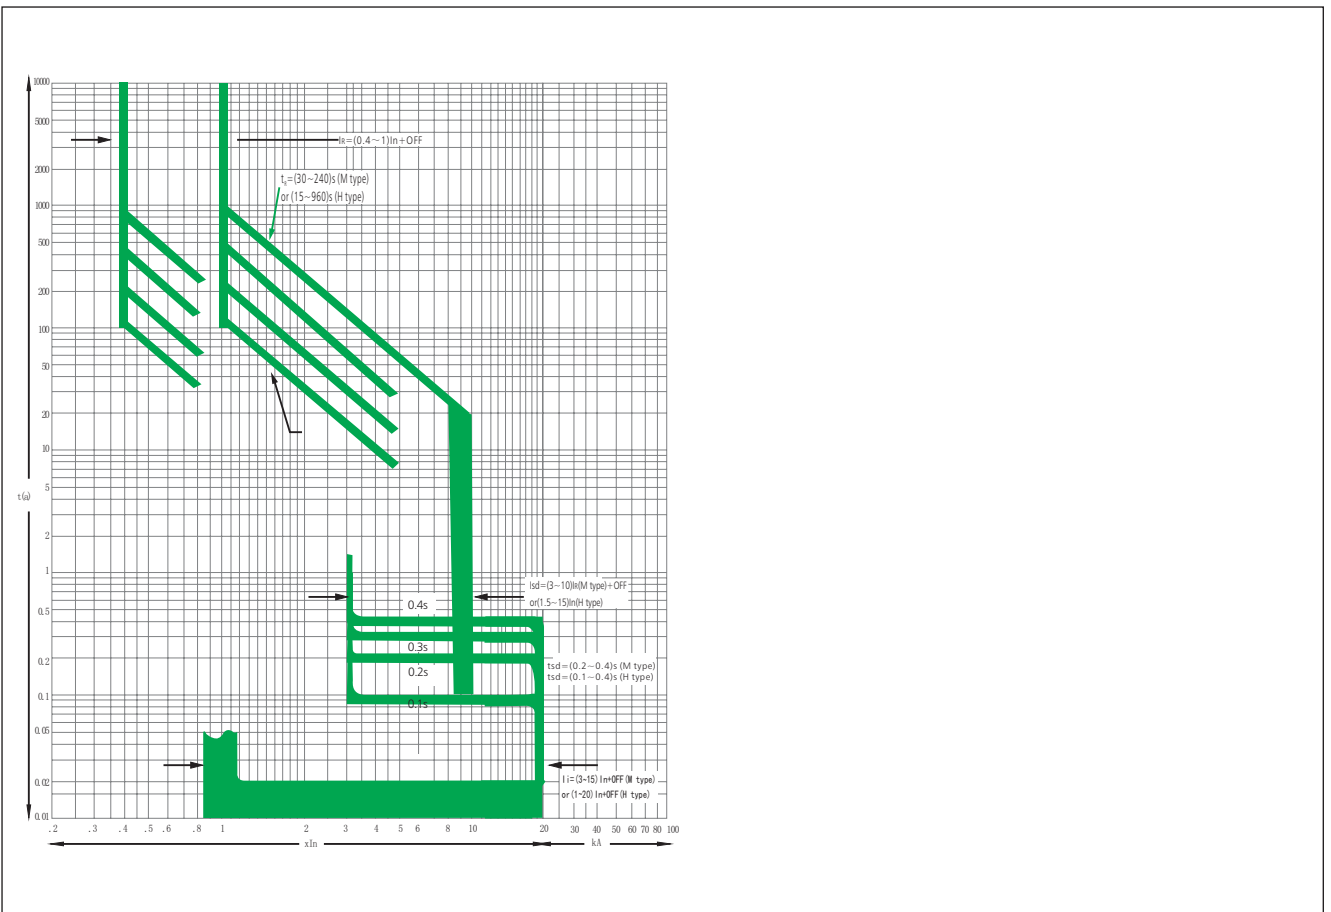 10000
5000
IR=(0.4～1)In+OFF
2000
ts=(30~240)s (M type)
or (15~960)s (H type)
1000
500
200
100
50
20
10
t(a)
5
2
1
Isd=(3~10)IR(M type)+OFF
or(1.5~15)In(H type)
0.4s
0.5
0.3s
0.2
tsd=(0.2~0.4)s (M type)
0.2s
tsd=(0.1~0.4)s (H type)
0.1
0.1s
0.05
0.02
Ii=(3~15)In+OFF(M type)
or(1~20)In+OFF(H type)
0.01
.2 .3 .4 .5 .6 .8 1 2 3 4 5 6 8 10 20 30 40 50 60 70 80 100
xIn kA